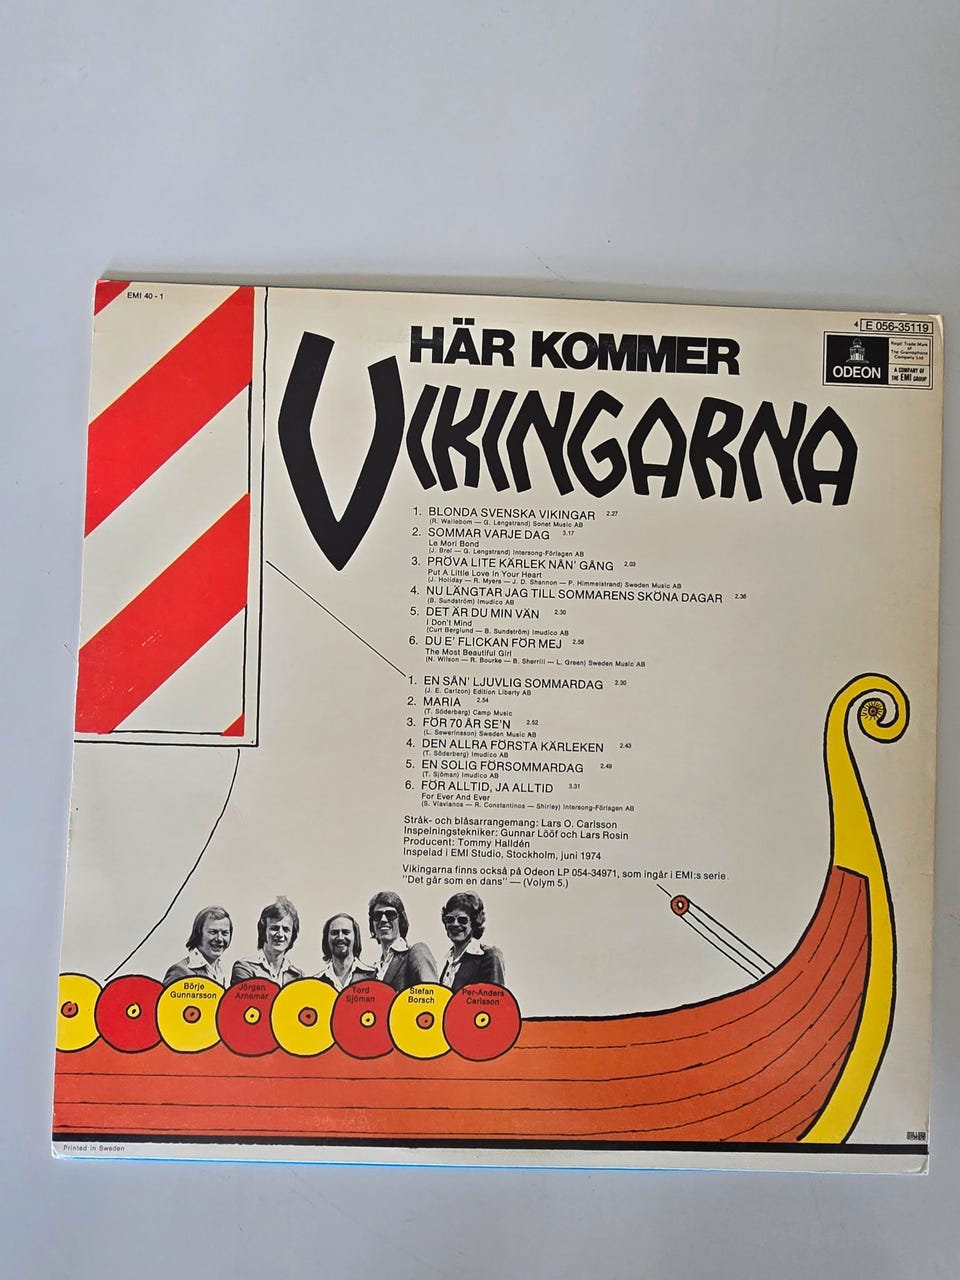 EMI 40 - 1
4 E 056-35119
HÄR KOMMER
VIKINGARNA
ODEON
Regd Trade Mark
of
The Gramophone
Company Ltd
A COMPANY OF
THE EMI GROUP
1. BLONDA SVENSKA VIKINGAR 2.27
(R. Wallebom — G. Lengstrand) Sonet Music AB
2. SOMMAR VARJE DAG 3.17
Le Mori Bond
(J. Brel — G. Lengstrand) Intersong-Förlagen AB
3. PRÖVA LITE KÄRLEK NÅN' GÅNG 2.03
Put A Little Love In Your Heart
(J. Holiday — R. Myers — J. D. Shannon — P. Himmelstrand) Sweden Music AB
4. NU LÄNGTAR JAG TILL SOMMARENS SKÖNA DAGAR 2.36
(B. Sundström) Imudico AB
5. DET ÄR DU MIN VÄN 2.30
I Don't Mind
(Curt Berglund — B. Sundström) Imudico AB
6. DU E' FLICKAN FÖR MEJ 2.58
The Most Beautiful Girl
(N. Wilson — R. Bourke — B. Sherrill — L. Green) Sweden Music AB
1. EN SÅN' LJUVLIG SOMMARDAG 2.30
(J. E. Carlzon) Edition Liberty AB
2. MARIA 2.54
(T. Söderberg) Camp Music
3. FÖR 70 ÅR SE'N 2.52
(L. Sewerinsson) Sweden Music AB
4. DEN ALLRA FÖRSTA KÄRLEKEN 2.43
(T. Söderberg) Imudico AB
5. EN SOLIG FÖRSOMMARDAG 2.49
(T. Sjöman) Imudico AB
6. FÖR ALLTID, JA ALLTID 3.31
For Ever And Ever
(S. Vlavianos — R. Constantinos — Shirley) Intersong-Förlagen AB
Stråk- och blåsarrangemang: Lars O. Carlsson
Inspelningstekniker: Gunnar Lööf och Lars Rosin
Producent: Tommy Halldén
Inspelad i EMI Studio, Stockholm, juni 1974
Vikingarna finns också på Odeon LP 054-34971, som ingår i EMI:s serie
"Det går som en dans" — (Volym 5.)
Börje
Gunnarsson
Jörgen
Arnemar
Tord
Sjöman
Stefan
Borsch
Per-Anders
Carlsson
Printed in Sweden